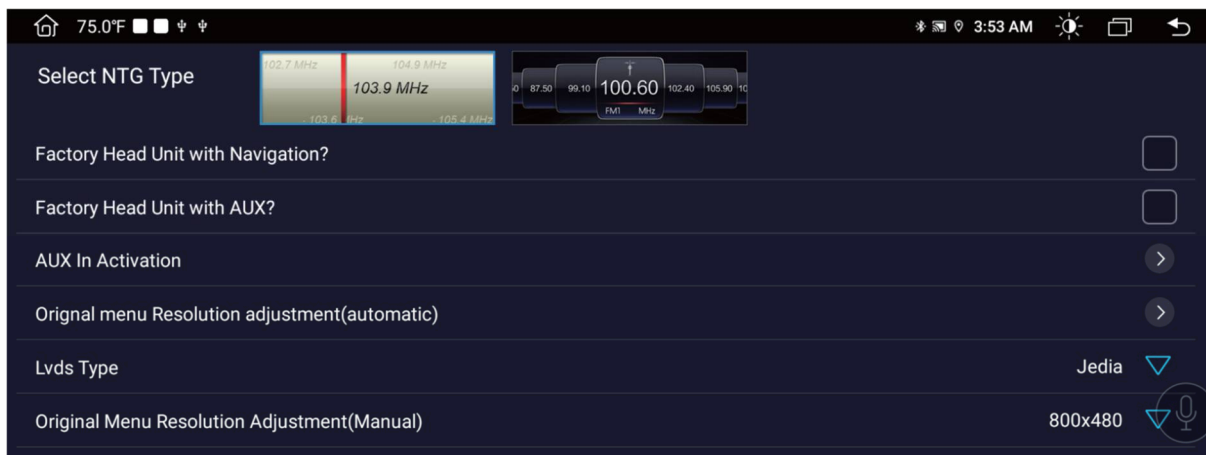 75.0°F 3:53 AM
Select NTG Type
102.7 MHz 104.9 MHz
103.9 MHz
103.6 MHz 105.4 MHz
87.50 99.10 100.60 102.40 105.90
FM1 MHz
Factory Head Unit with Navigation?
Factory Head Unit with AUX?
AUX In Activation
Orignal menu Resolution adjustment(automatic)
Lvds Type Jedia
Original Menu Resolution Adjustment(Manual) 800x480